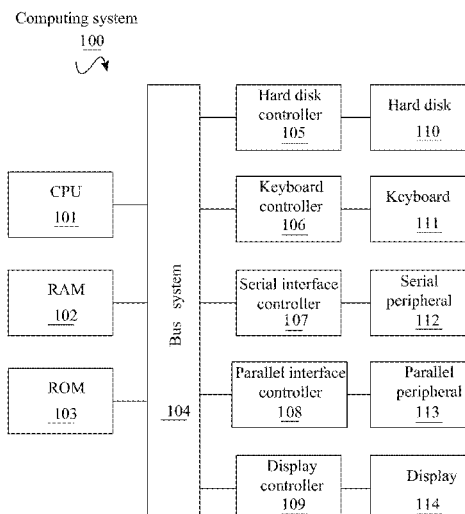 Computing system
100
Hard disk
controller
105
Hard disk
110
CPU
101
Keyboard
controller
106
Keyboard
111
RAM
102
Bus system
104
Serial interface
controller
107
Serial
peripheral
112
ROM
103
Parallel interface
controller
108
Parallel
peripheral
113
Display
controller
109
Display
114